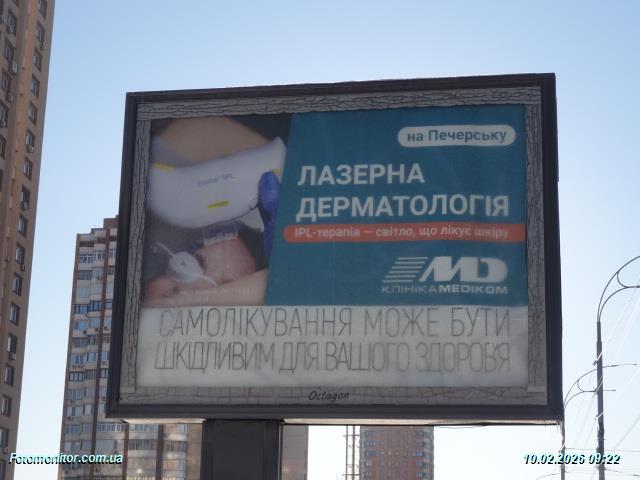 на Печерську
ЛАЗЕРНА
ДЕРМАТОЛОГІЯ
IPL-терапія — світло, що лікує шкіру
MD
КЛІНІКА МЕДІКОМ
САМОЛІКУВАННЯ МОЖЕ БУТИ
ШКІДЛИВИМ ДЛЯ ВАШОГО ЗДОРОВ'Я
Octagon
Fotomonitor.com.ua
10.02.2026 09:22